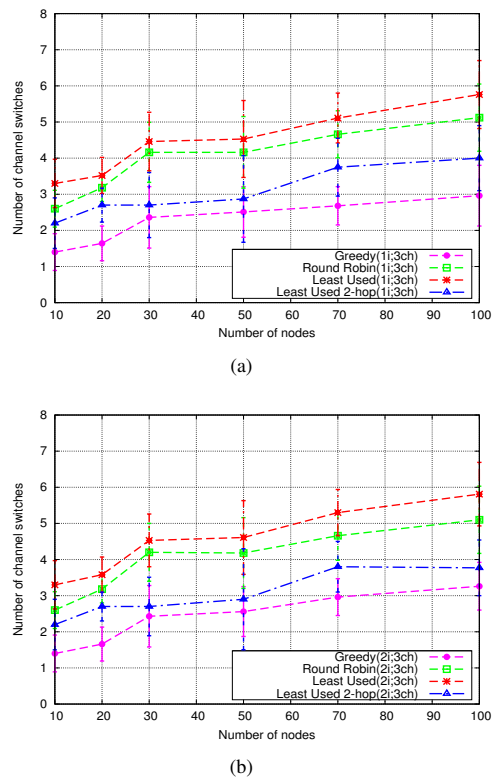 8
7
6
5
4
3
2
1
0
Number of channel switches
10 20 30 40 50 60 70 80 90 100
Number of nodes
Greedy(1i;3ch)
Round Robin(1i;3ch)
Least Used(1i;3ch)
Least Used 2-hop(1i;3ch)
(a)
8
7
6
5
4
3
2
1
0
Number of channel switches
10 20 30 40 50 60 70 80 90 100
Number of nodes
Greedy(2i;3ch)
Round Robin(2i;3ch)
Least Used(2i;3ch)
Least Used 2-hop(2i;3ch)
(b)